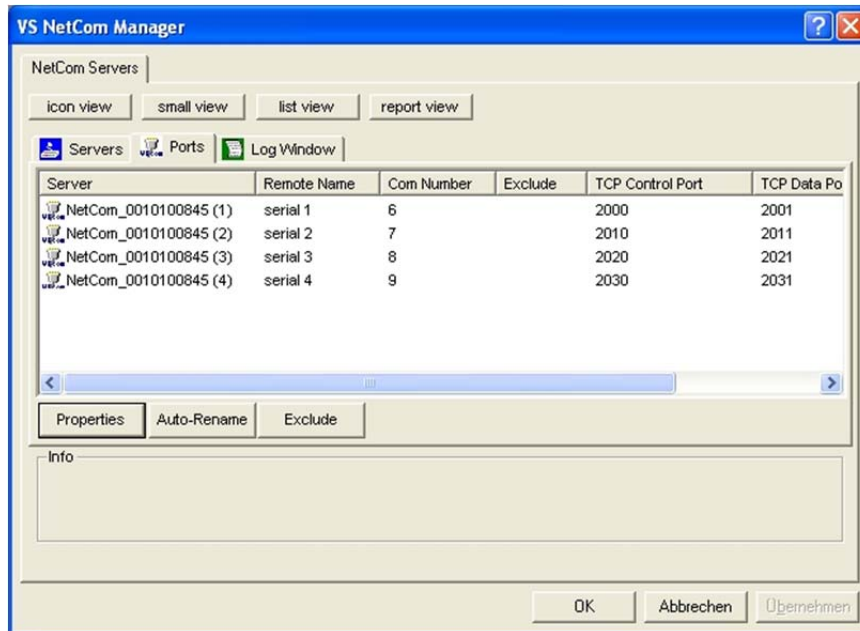 VS NetCom Manager
NetCom Servers
icon view small view list view report view
Servers Ports Log Window
Server Remote Name Com Number Exclude TCP Control Port TCP Data Po
NetCom_0010100845 (1) serial 1 6 2000 2001
NetCom_0010100845 (2) serial 2 7 2010 2011
NetCom_0010100845 (3) serial 3 8 2020 2021
NetCom_0010100845 (4) serial 4 9 2030 2031
Properties Auto-Rename Exclude
Info
OK Abbrechen Übernehmen